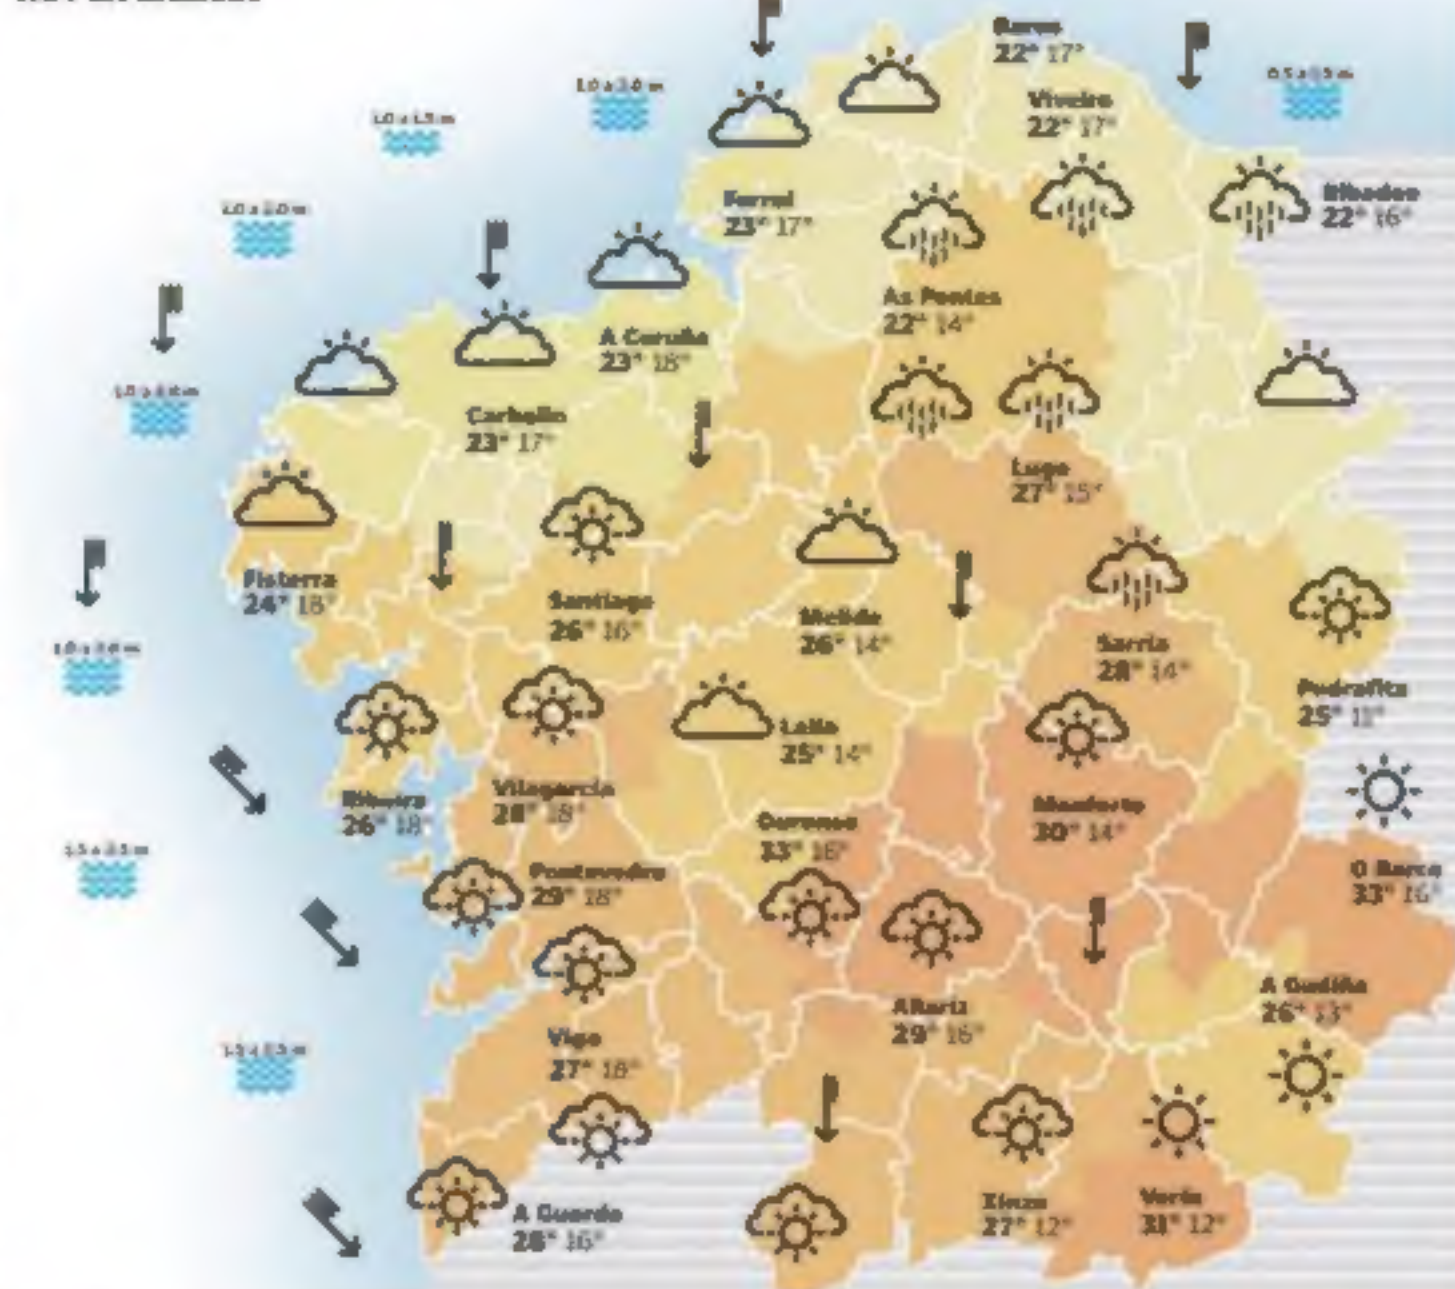 22° 17°
Viveiro
22° 17°
Ferrol
23° 17°
Ribadeo
22° 16°
As Pontes
22° 14°
A Coruña
23° 18°
Carballo
23° 17°
Lugo
27° 15°
Fisterra
24° 18°
Santiago
26° 16°
Melide
26° 14°
Sarria
28° 14°
Pedrafita
25° 11°
Lalín
25° 14°
Ribeira
26° 18°
Vilagarcía
28° 18°
Ourense
33° 16°
Monforte
30° 14°
Pontevedra
29° 18°
O Barco
33° 16°
A Gudiña
26° 13°
Allariz
29° 16°
Vigo
27° 18°
A Guarda
16°
Xinzo
27° 12°
Verín
31° 12°